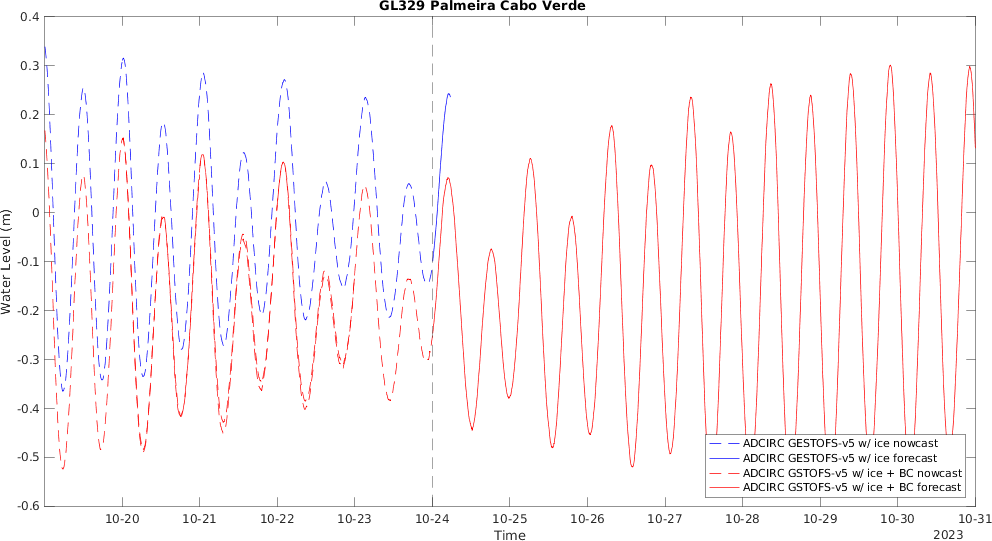 GL329 Palmeira Cabo Verde
0.4
0.3
0.2
0.1
0
-0.1
-0.2
-0.3
-0.4
-0.5
-0.6
Water Level (m)
10-20 10-21 10-22 10-23 10-24 10-25 10-26 10-27 10-28 10-29 10-30 10-31
Time
2023
ADCIRC GESTOFS-v5 w/ ice nowcast
ADCIRC GESTOFS-v5 w/ ice forecast
ADCIRC GSTOFS-v5 w/ ice + BC nowcast
ADCIRC GSTOFS-v5 w/ ice + BC forecast